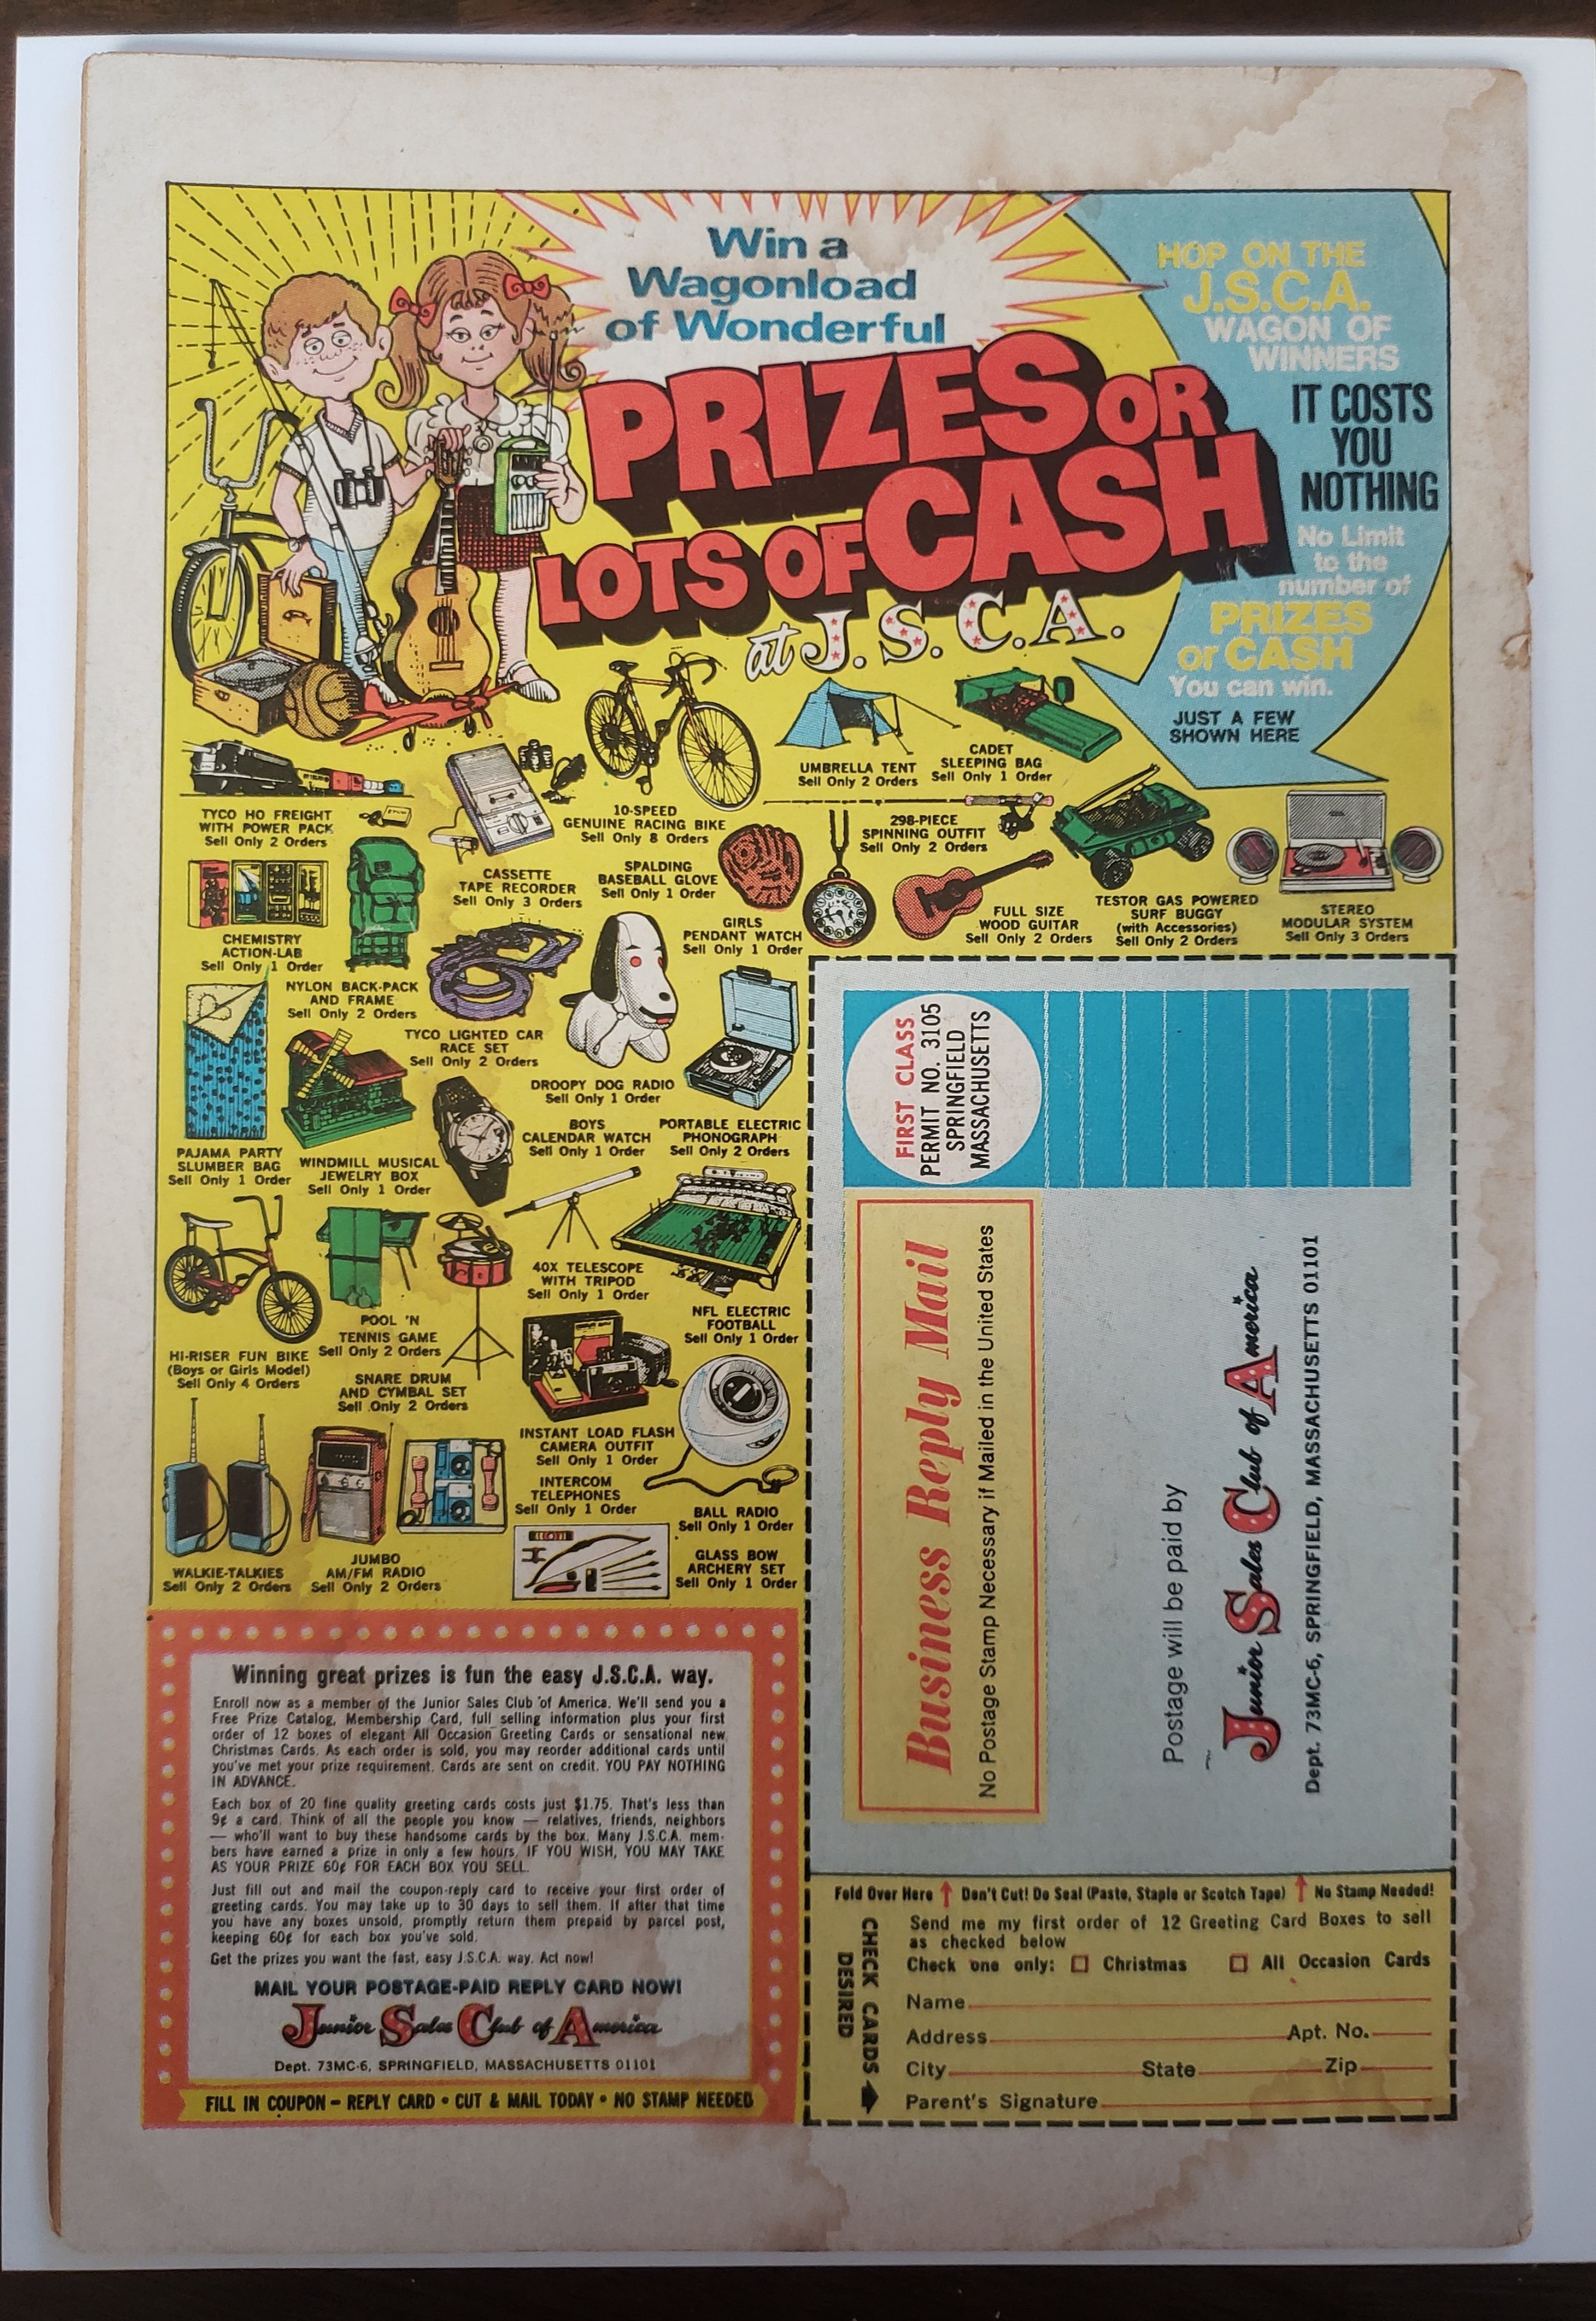 Win a
Wagonload
of Wonderful
PRIZES OR
LOTS OF CASH
at J.S.C.A.
HOP ON THE
J.S.C.A.
WAGON OF
WINNERS
IT COSTS
YOU
NOTHING
No Limit
to the
number of
PRIZES
or CASH
You can win.
JUST A FEW
SHOWN HERE
UMBRELLA TENT
Sell Only 2 Orders
CADET
SLEEPING BAG
Sell Only 1 Order
TYCO HO FREIGHT
WITH POWER PACK
Sell Only 2 Orders
10-SPEED
GENUINE RACING BIKE
Sell Only 8 Orders
298-PIECE
SPINNING OUTFIT
Sell Only 2 Orders
CASSETTE
TAPE RECORDER
Sell Only 3 Orders
SPALDING
BASEBALL GLOVE
Sell Only 1 Order
GIRLS
PENDANT WATCH
Sell Only 1 Order
FULL SIZE
WOOD GUITAR
Sell Only 2 Orders
TESTOR GAS POWERED
SURF BUGGY
(with Accessories)
Sell Only 2 Orders
STEREO
MODULAR SYSTEM
Sell Only 3 Orders
CHEMISTRY
ACTION-LAB
Sell Only 1 Order
NYLON BACK-PACK
AND FRAME
Sell Only 2 Orders
TYCO LIGHTED CAR
RACE SET
Sell Only 2 Orders
DROOPY DOG RADIO
Sell Only 1 Order
PAJAMA PARTY
SLUMBER BAG
Sell Only 1 Order
WINDMILL MUSICAL
JEWELRY BOX
Sell Only 1 Order
BOYS
CALENDAR WATCH
Sell Only 1 Order
PORTABLE ELECTRIC
PHONOGRAPH
Sell Only 2 Orders
40X TELESCOPE
WITH TRIPOD
Sell Only 1 Order
NFL ELECTRIC
FOOTBALL
Sell Only 1 Order
HI-RISER FUN BIKE
(Boys or Girls Model)
Sell Only 4 Orders
POOL 'N
TENNIS GAME
Sell Only 2 Orders
SNARE DRUM
AND CYMBAL SET
Sell Only 2 Orders
INSTANT LOAD FLASH
CAMERA OUTFIT
Sell Only 1 Order
INTERCOM
TELEPHONES
Sell Only 1 Order
BALL RADIO
Sell Only 1 Order
WALKIE-TALKIES
Sell Only 2 Orders
JUMBO
AM/FM RADIO
Sell Only 2 Orders
GLASS BOW
ARCHERY SET
Sell Only 1 Order
Winning great prizes is fun the easy J.S.C.A. way.
Enroll now as a member of the Junior Sales Club of America. We'll send you a
Free Prize Catalog, Membership Card, full selling information plus your first
order of 12 boxes of elegant All Occasion Greeting Cards or sensational new
Christmas Cards. As each order is sold, you may reorder additional cards until
you've met your prize requirement. Cards are sent on credit. YOU PAY NOTHING
IN ADVANCE.
Each box of 20 fine quality greeting cards costs just $1.75. That's less than
9¢ a card. Think of all the people you know — relatives, friends, neighbors
— who'll want to buy these handsome cards by the box. Many J.S.C.A. mem-
bers have earned a prize in only a few hours. IF YOU WISH, YOU MAY TAKE
AS YOUR PRIZE 60¢ FOR EACH BOX YOU SELL.
Just fill out and mail the coupon-reply card to receive your first order of
greeting cards. You may take up to 30 days to sell them. If after that time
you have any boxes unsold, promptly return them prepaid by parcel post,
keeping 60¢ for each box you've sold.
Get the prizes you want the fast, easy J.S.C.A. way. Act now!
MAIL YOUR POSTAGE-PAID REPLY CARD NOW!
Junior Sales Club of America
Dept. 73MC-6, SPRINGFIELD, MASSACHUSETTS 01101
FILL IN COUPON – REPLY CARD • CUT & MAIL TODAY • NO STAMP NEEDED
FIRST CLASS
PERMIT NO. 3105
SPRINGFIELD
MASSACHUSETTS
Business Reply Mail
No Postage Stamp Necessary if Mailed in the United States
Postage will be paid by
Junior Sales Club of America
Dept. 73MC-6, SPRINGFIELD, MASSACHUSETTS 01101
Fold Over Here ↑ Don't Cut! Do Seal (Paste, Staple or Scotch Tape) ↑ No Stamp Needed!
CHECK CARDS
DESIRED
Send me my first order of 12 Greeting Card Boxes to sell
as checked below
Check one only: ☐ Christmas ☐ All Occasion Cards
Name
Address Apt. No.
City State Zip
Parent's Signature